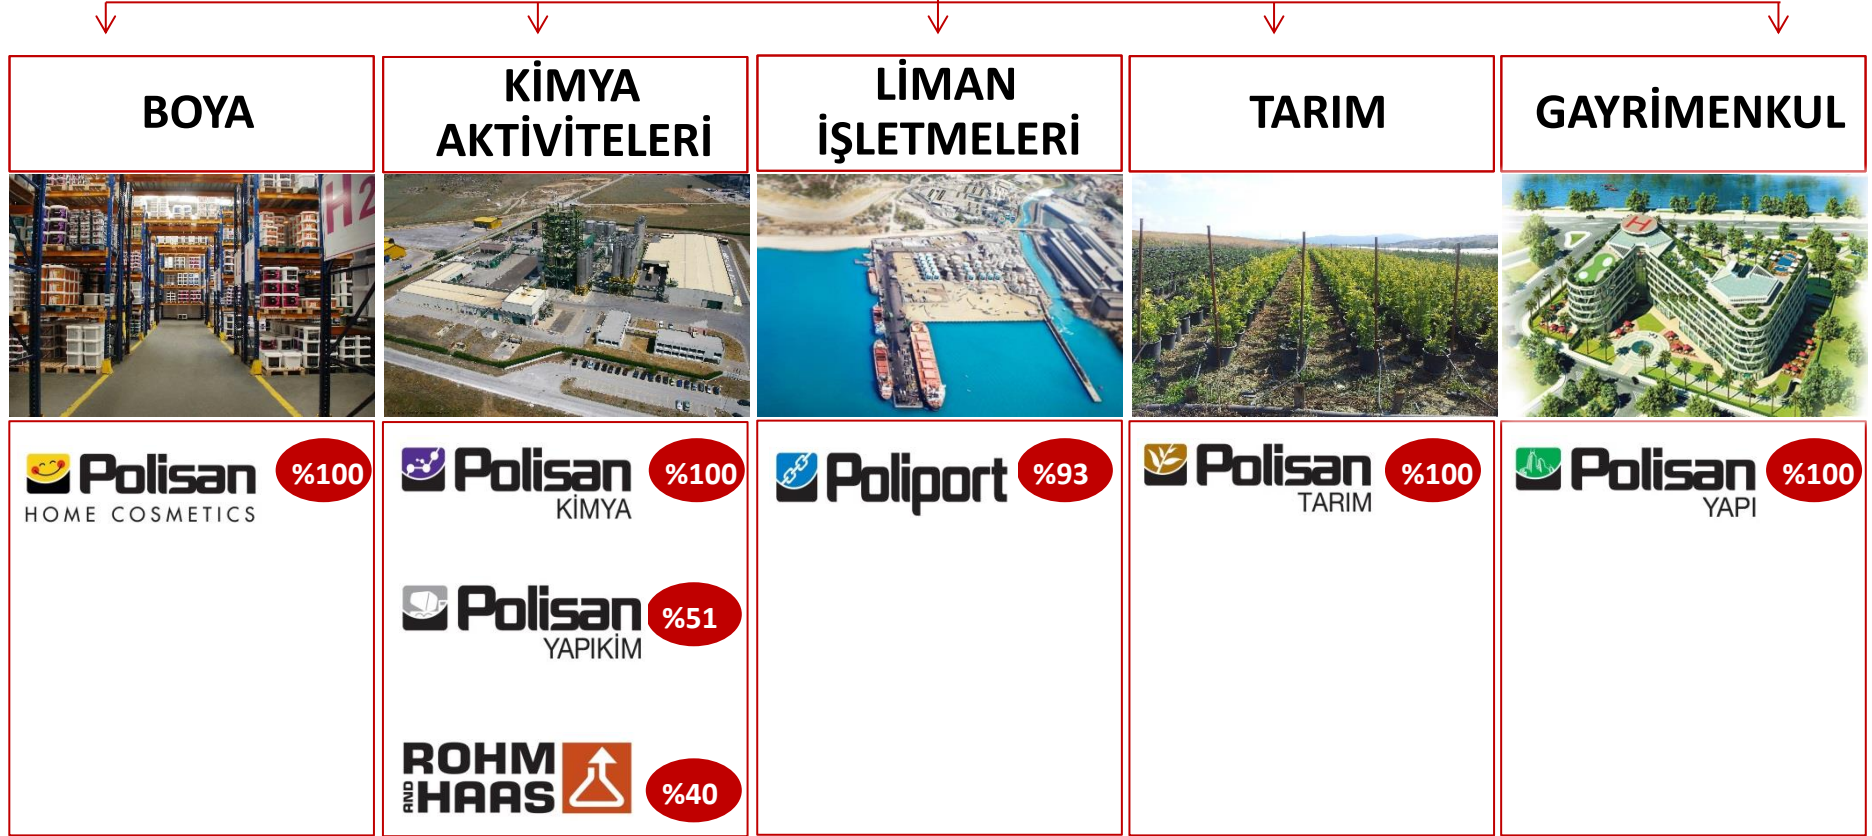 BOYA
KİMYA
AKTİVİTELERİ
LİMAN
İŞLETMELERİ
TARIM
GAYRİMENKUL
H2
H
Polisan
HOME COSMETICS
%100
Polisan
KİMYA
%100
Polisan
YAPIKİM
%51
ROHM
AND HAAS
%40
Poliport
%93
Polisan
TARIM
%100
Polisan
YAPI
%100